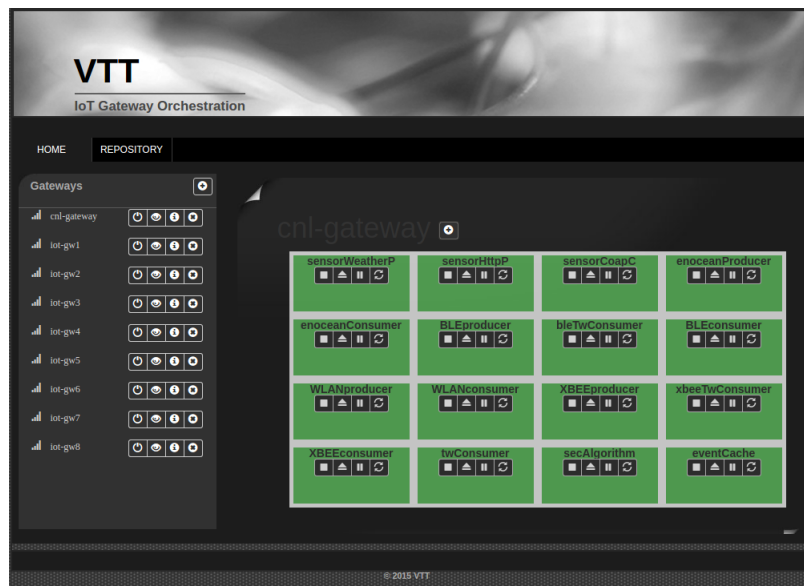 VTT
IoT Gateway Orchestration
HOME REPOSITORY
Gateways
cnl-gateway
iot-gw1
iot-gw2
iot-gw3
iot-gw4
iot-gw5
iot-gw6
iot-gw7
iot-gw8
cnl-gateway
sensorWeatherP sensorHttpP sensorCoapC enoceanProducer
enoceanConsumer BLEproducer bleTwConsumer BLEconsumer
WLANproducer WLANconsumer XBEEproducer xbeeTwConsumer
XBEEconsumer twConsumer secAlgorithm eventCache
© 2015 VTT